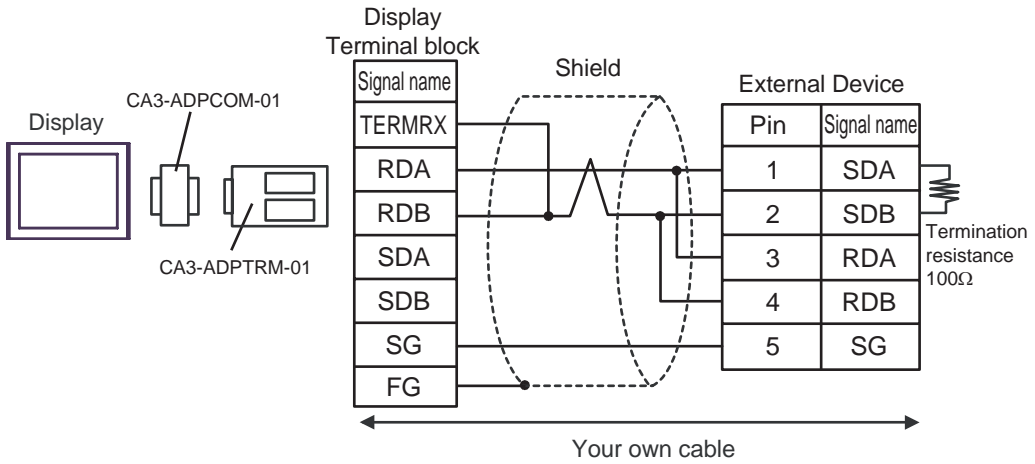 Display
Terminal block
Signal name
TERMRX
RDA
RDB
SDA
SDB
SG
FG
Display
CA3-ADPCOM-01
CA3-ADPTRM-01
Shield
External Device
Pin Signal name
1 SDA
2 SDB
3 RDA
4 RDB
5 SG
Termination
resistance
100Ω
Your own cable